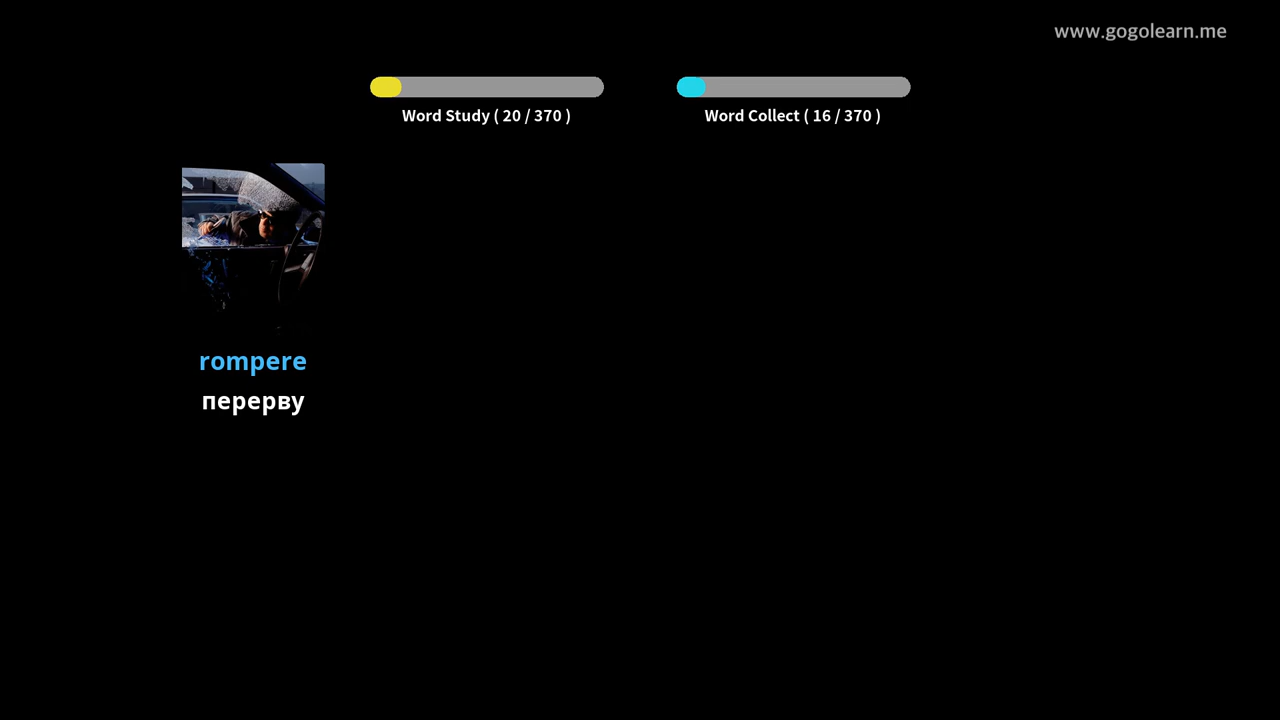 www.gogolearn.me
Word Study ( 20 / 370 )
Word Collect ( 16 / 370 )
rompere
перерву